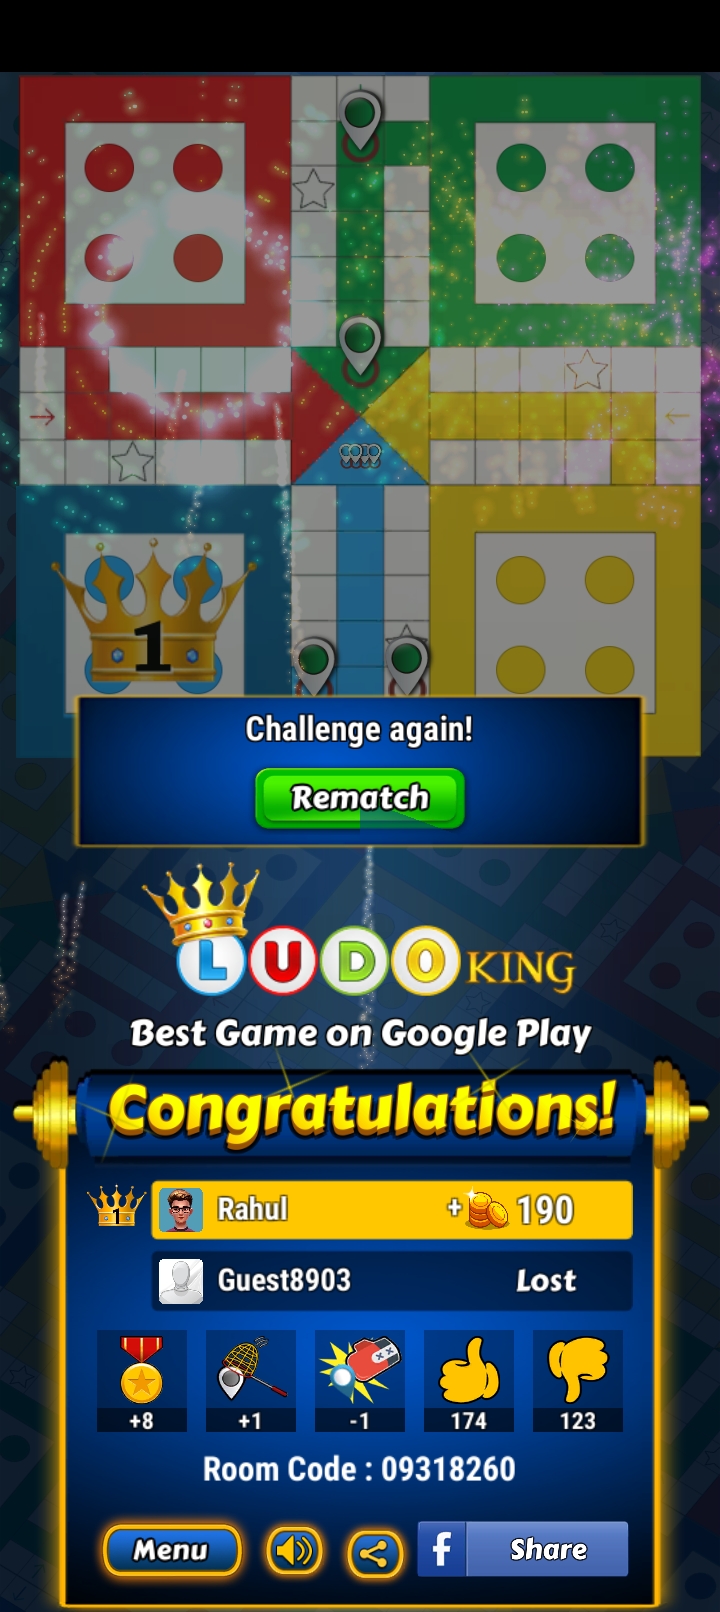 1
Challenge again!
Rematch
LUDO KING
Best Game on Google Play
Congratulations!
1 Rahul + 190
Guest8903 Lost
+8 +1 -1 174 123
Room Code : 09318260
Menu f Share